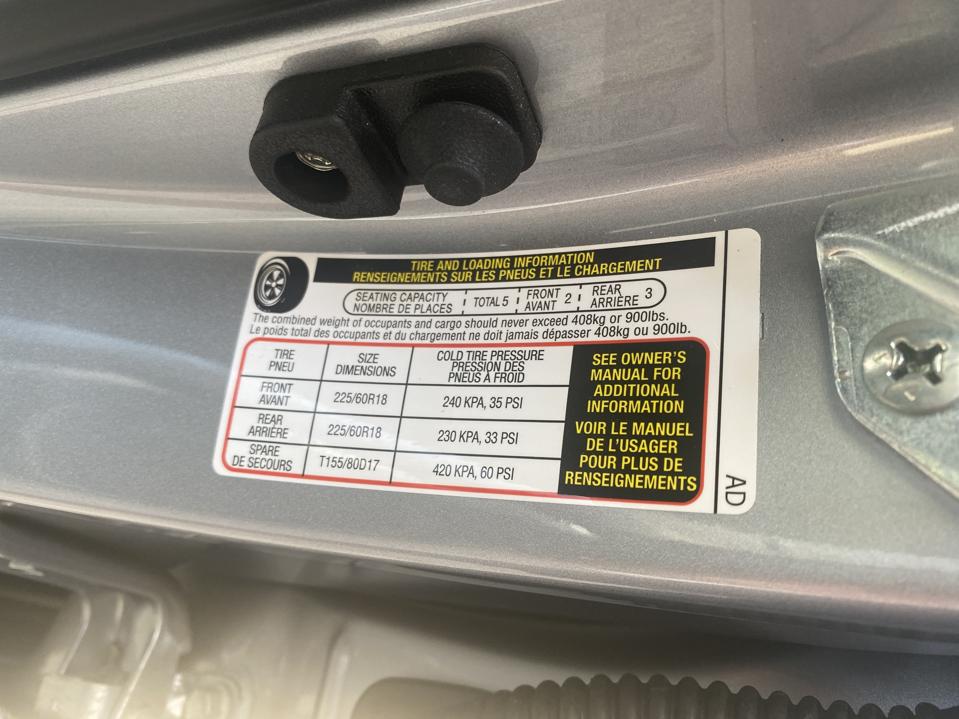 TIRE AND LOADING INFORMATION
RENSEIGNEMENTS SUR LES PNEUS ET LE CHARGEMENT
SEATING CAPACITY
NOMBRE DE PLACES
TOTAL 5
FRONT
AVANT 2
REAR
ARRIÈRE 3
The combined weight of occupants and cargo should never exceed 408kg or 900lbs.
Le poids total des occupants et du chargement ne doit jamais dépasser 408kg ou 900lb.
TIRE
PNEU
SIZE
DIMENSIONS
COLD TIRE PRESSURE
PRESSION DES
PNEUS À FROID
FRONT
AVANT
225/60R18
240 KPA, 35 PSI
REAR
ARRIÈRE
225/60R18
230 KPA, 33 PSI
SPARE
DE SECOURS
T155/80D17
420 KPA, 60 PSI
SEE OWNER'S
MANUAL FOR
ADDITIONAL
INFORMATION
VOIR LE MANUEL
DE L'USAGER
POUR PLUS DE
RENSEIGNEMENTS
AD